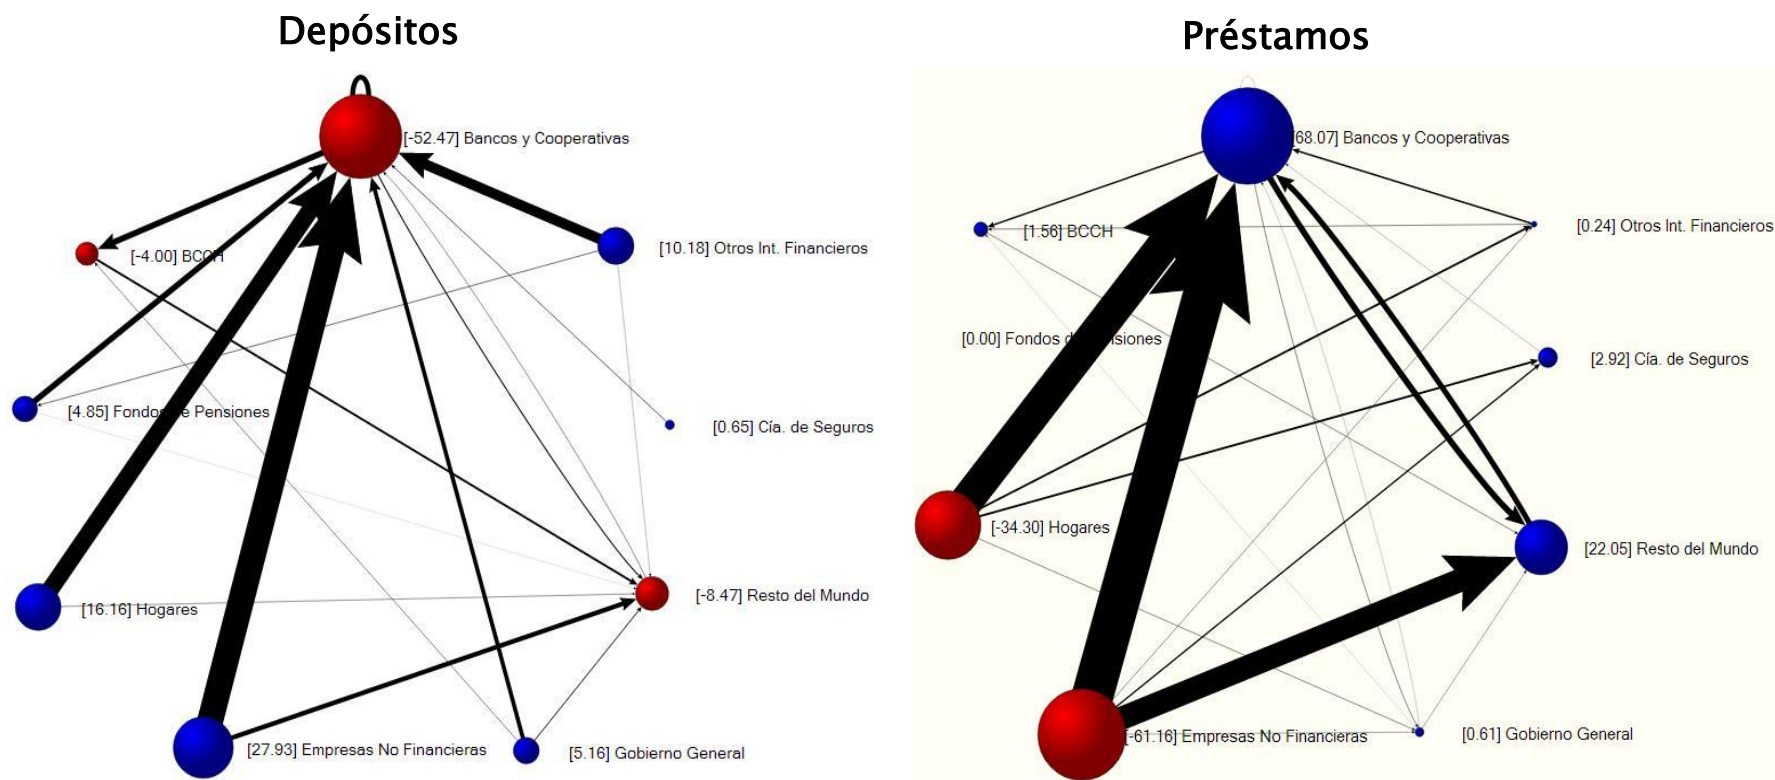 Depósitos
[-52.47] Bancos y Cooperativas
[-4.00] BCCH
[10.18] Otros Int. Financieros
[4.85] Fondos de Pensiones
[0.65] Cía. de Seguros
[16.16] Hogares
[-8.47] Resto del Mundo
[27.93] Empresas No Financieras
[5.16] Gobierno General
Préstamos
[68.07] Bancos y Cooperativas
[1.56] BCCH
[0.24] Otros Int. Financieros
[0.00] Fondos de Pensiones
[2.92] Cía. de Seguros
[-34.30] Hogares
[22.05] Resto del Mundo
[-61.16] Empresas No Financieras
[0.61] Gobierno General